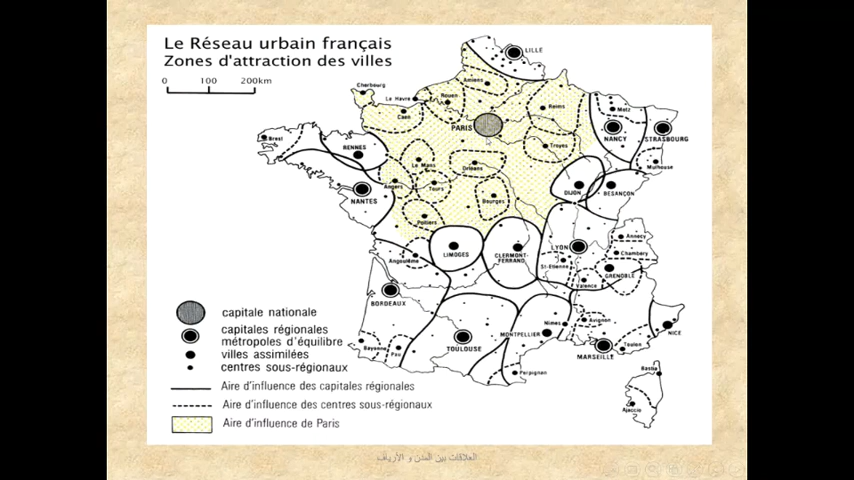 Le Réseau urbain français
Zones d'attraction des villes
0 100 200km
LILLE
Amiens
Cherbourg
Le Havre
Rouen
Caen
Reims
Metz
PARIS
NANCY
STRASBOURG
Brest
RENNES
Troyes
Mulhouse
Le Mans
Orléans
Angers
Tours
DIJON
BESANÇON
NANTES
Bourges
Poitiers
LIMOGES
CLERMONT-
FERRAND
LYON
Annecy
Chambery
Angoulême
St-Etienne
GRENOBLE
Valence
BORDEAUX
TOULOUSE
MONTPELLIER
Nimes
Avignon
NICE
Bayonne
Pau
MARSEILLE
Toulon
Perpignan
Bastia
Ajaccio
capitale nationale
capitales régionales
métropoles d'équilibre
villes assimilées
centres sous-régionaux
Aire d'influence des capitales régionales
Aire d'influence des centres sous-régionaux
Aire d'influence de Paris
العلاقات بين المدن و الأرياف